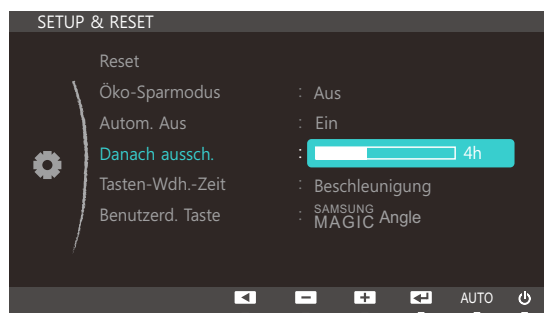 SETUP & RESET
Reset
Öko-Sparmodus : Aus
Autom. Aus : Ein
Danach aussch. : 4h
Tasten-Wdh.-Zeit : Beschleunigung
Benutzerd. Taste : SAMSUNG MAGIC Angle
AUTO